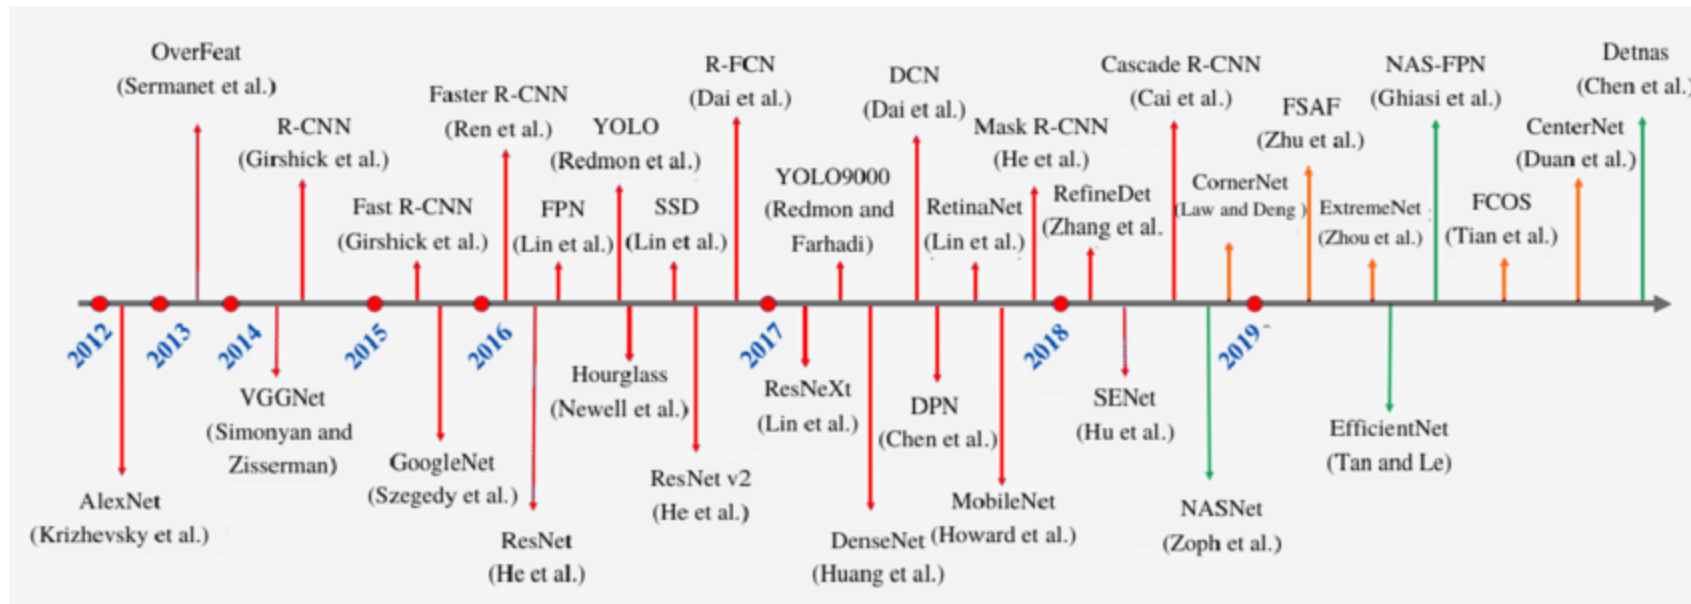 OverFeat
(Sermanet et al.)
R-CNN
(Girshick et al.)
Fast R-CNN
(Girshick et al.)
Faster R-CNN
(Ren et al.)
FPN
(Lin et al.)
YOLO
(Redmon et al.)
SSD
(Lin et al.)
R-FCN
(Dai et al.)
YOLO9000
(Redmon and
Farhadi)
DCN
(Dai et al.)
RetinaNet
(Lin et al.)
Mask R-CNN
(He et al.)
RefineDet
(Zhang et al.
Cascade R-CNN
(Cai et al.)
CornerNet
(Law and Deng )
FSAF
(Zhu et al.)
ExtremeNet
(Zhou et al.)
NAS-FPN
(Ghiasi et al.)
FCOS
(Tian et al.)
CenterNet
(Duan et al.)
Detnas
(Chen et al.)
2012
2013
2014
2015
2016
2017
2018
2019
AlexNet
(Krizhevsky et al.)
VGGNet
(Simonyan and
Zisserman)
GoogleNet
(Szegedy et al.)
ResNet
(He et al.)
Hourglass
(Newell et al.)
ResNet v2
(He et al.)
ResNeXt
(Lin et al.)
DenseNet
(Huang et al.)
DPN
(Chen et al.)
MobileNet
(Howard et al.)
SENet
(Hu et al.)
NASNet
(Zoph et al.)
EfficientNet
(Tan and Le)